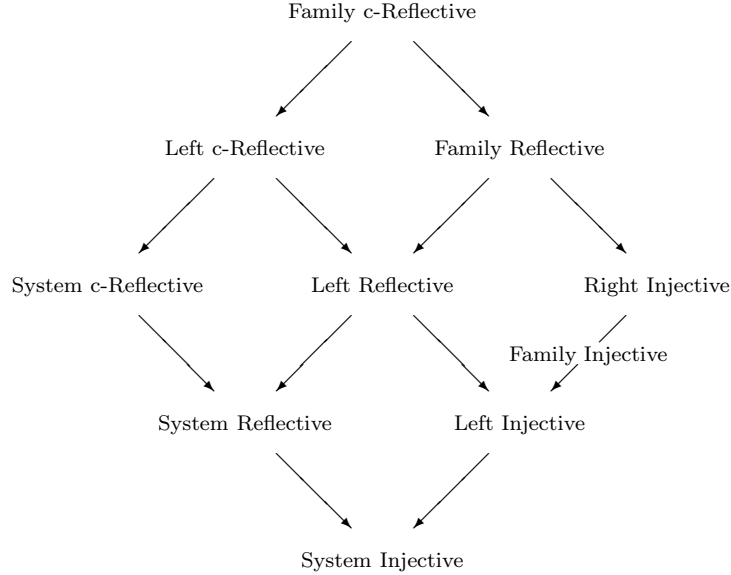 Family c-Reflective
Left c-Reflective
Family Reflective
System c-Reflective
Left Reflective
Right Injective
Family Injective
System Reflective
Left Injective
System Injective